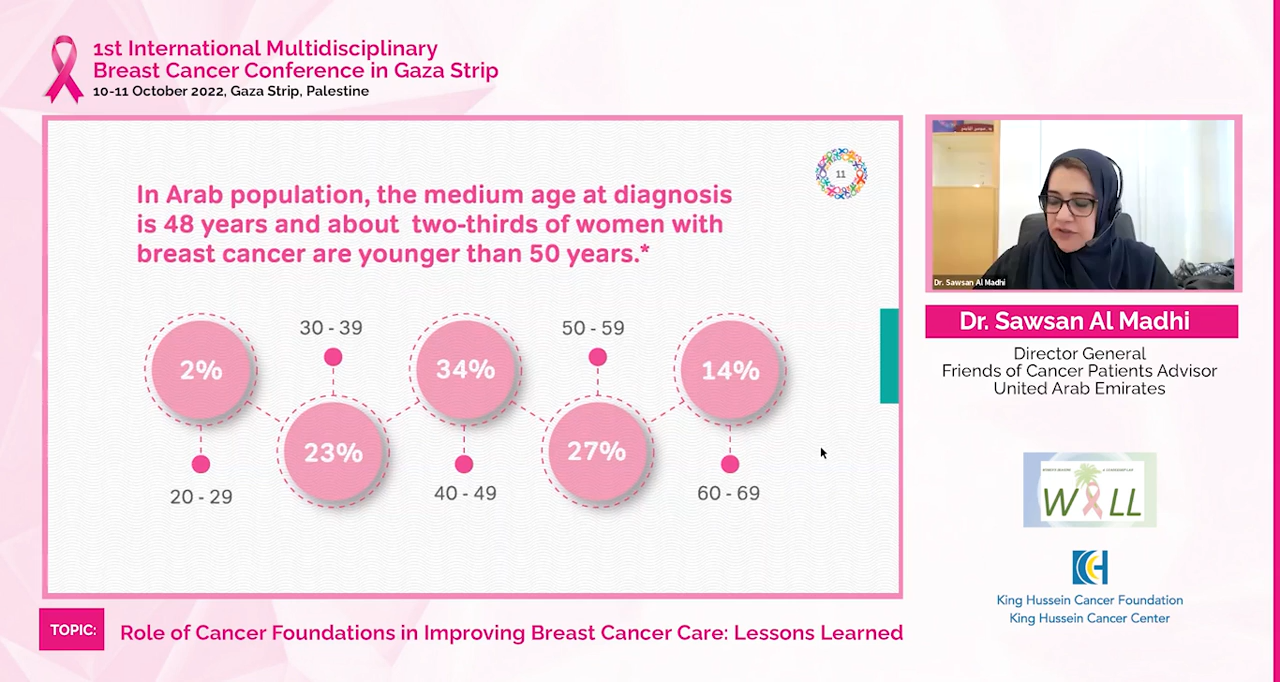 1st International Multidisciplinary
Breast Cancer Conference in Gaza Strip
10-11 October 2022, Gaza Strip, Palestine
11
In Arab population, the medium age at diagnosis
is 48 years and about two-thirds of women with
breast cancer are younger than 50 years.*
30 - 39
50 - 59
2%
34%
14%
23%
27%
20 - 29
40 - 49
60 - 69
Dr. Sawsan Al Madhi
Dr. Sawsan Al Madhi
Director General
Friends of Cancer Patients Advisor
United Arab Emirates
WILL
King Hussein Cancer Foundation
King Hussein Cancer Center
TOPIC:
Role of Cancer Foundations in Improving Breast Cancer Care: Lessons Learned